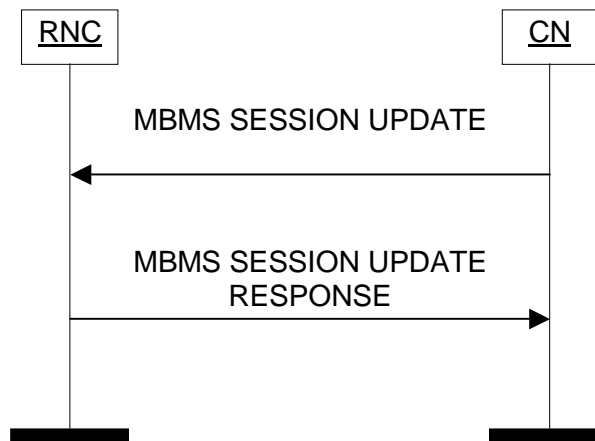 RNC
CN
MBMS SESSION UPDATE
MBMS SESSION UPDATE
RESPONSE